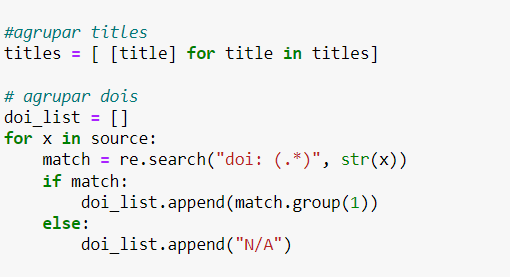 #agrupar titles
titles = [ [title] for title in titles]
# agrupar dois
doi_list = []
for x in source:
    match = re.search("doi: (.*)", str(x))
    if match:
        doi_list.append(match.group(1))
    else:
        doi_list.append("N/A")